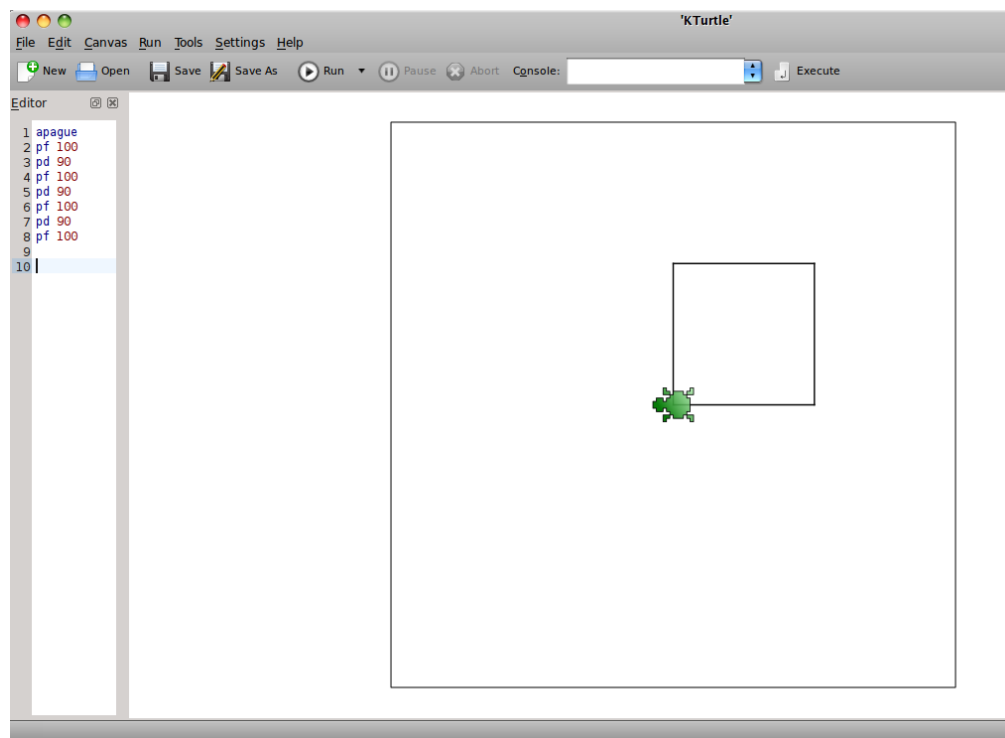 'KTurtle'
File Edit Canvas Run Tools Settings Help
New Open Save Save As Run Pause Abort Console: Execute
Editor
1 apague
2 pf 100
3 pd 90
4 pf 100
5 pd 90
6 pf 100
7 pd 90
8 pf 100
9
10